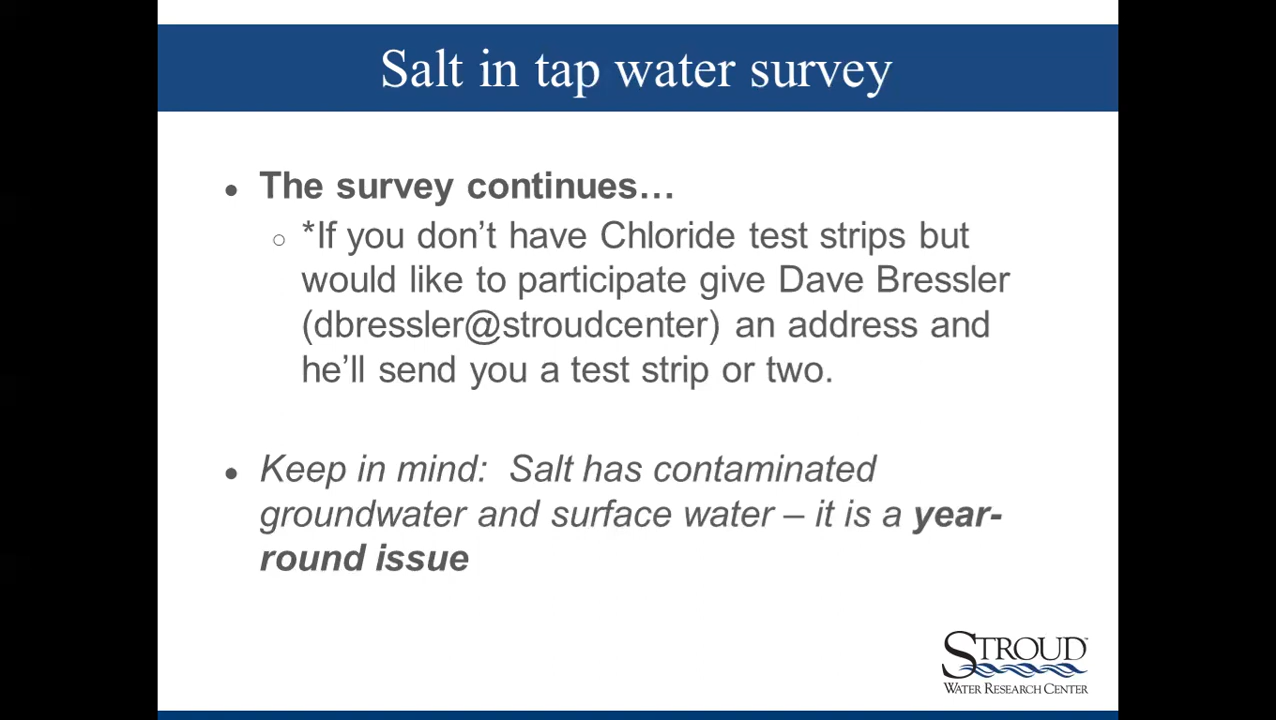 Salt in tap water survey
● The survey continues…
○ *If you don’t have Chloride test strips but
would like to participate give Dave Bressler
(dbressler@stroudcenter) an address and
he’ll send you a test strip or two.
● Keep in mind:  Salt has contaminated
groundwater and surface water – it is a year-
round issue
STROUD™
WATER RESEARCH CENTER